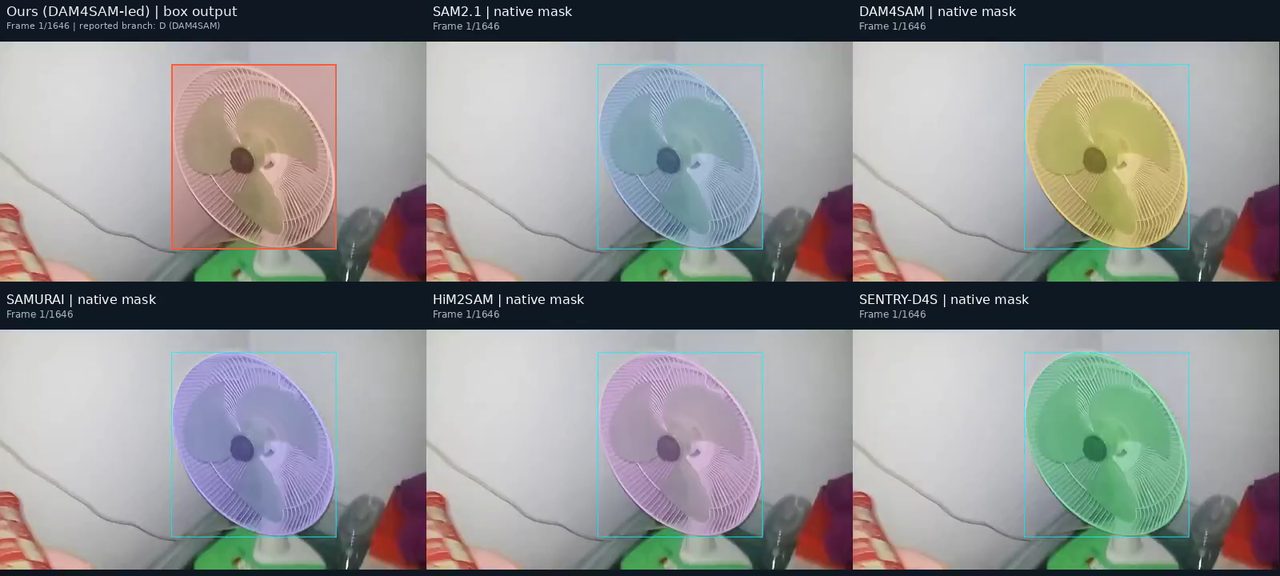 Ours (DAM4SAM-led) | box output
Frame 1/1646 | reported branch: D (DAM4SAM)
SAM2.1 | native mask
Frame 1/1646
DAM4SAM | native mask
Frame 1/1646
SAMURAI | native mask
Frame 1/1646
HiM2SAM | native mask
Frame 1/1646
SENTRY-D4S | native mask
Frame 1/1646